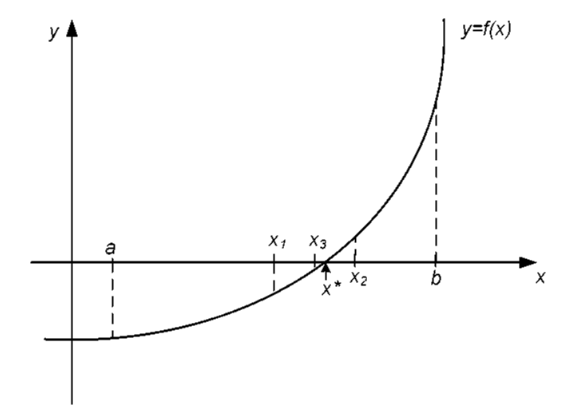 y
y=f(x)
a
x₁
x₃
x*
x₂
b
x